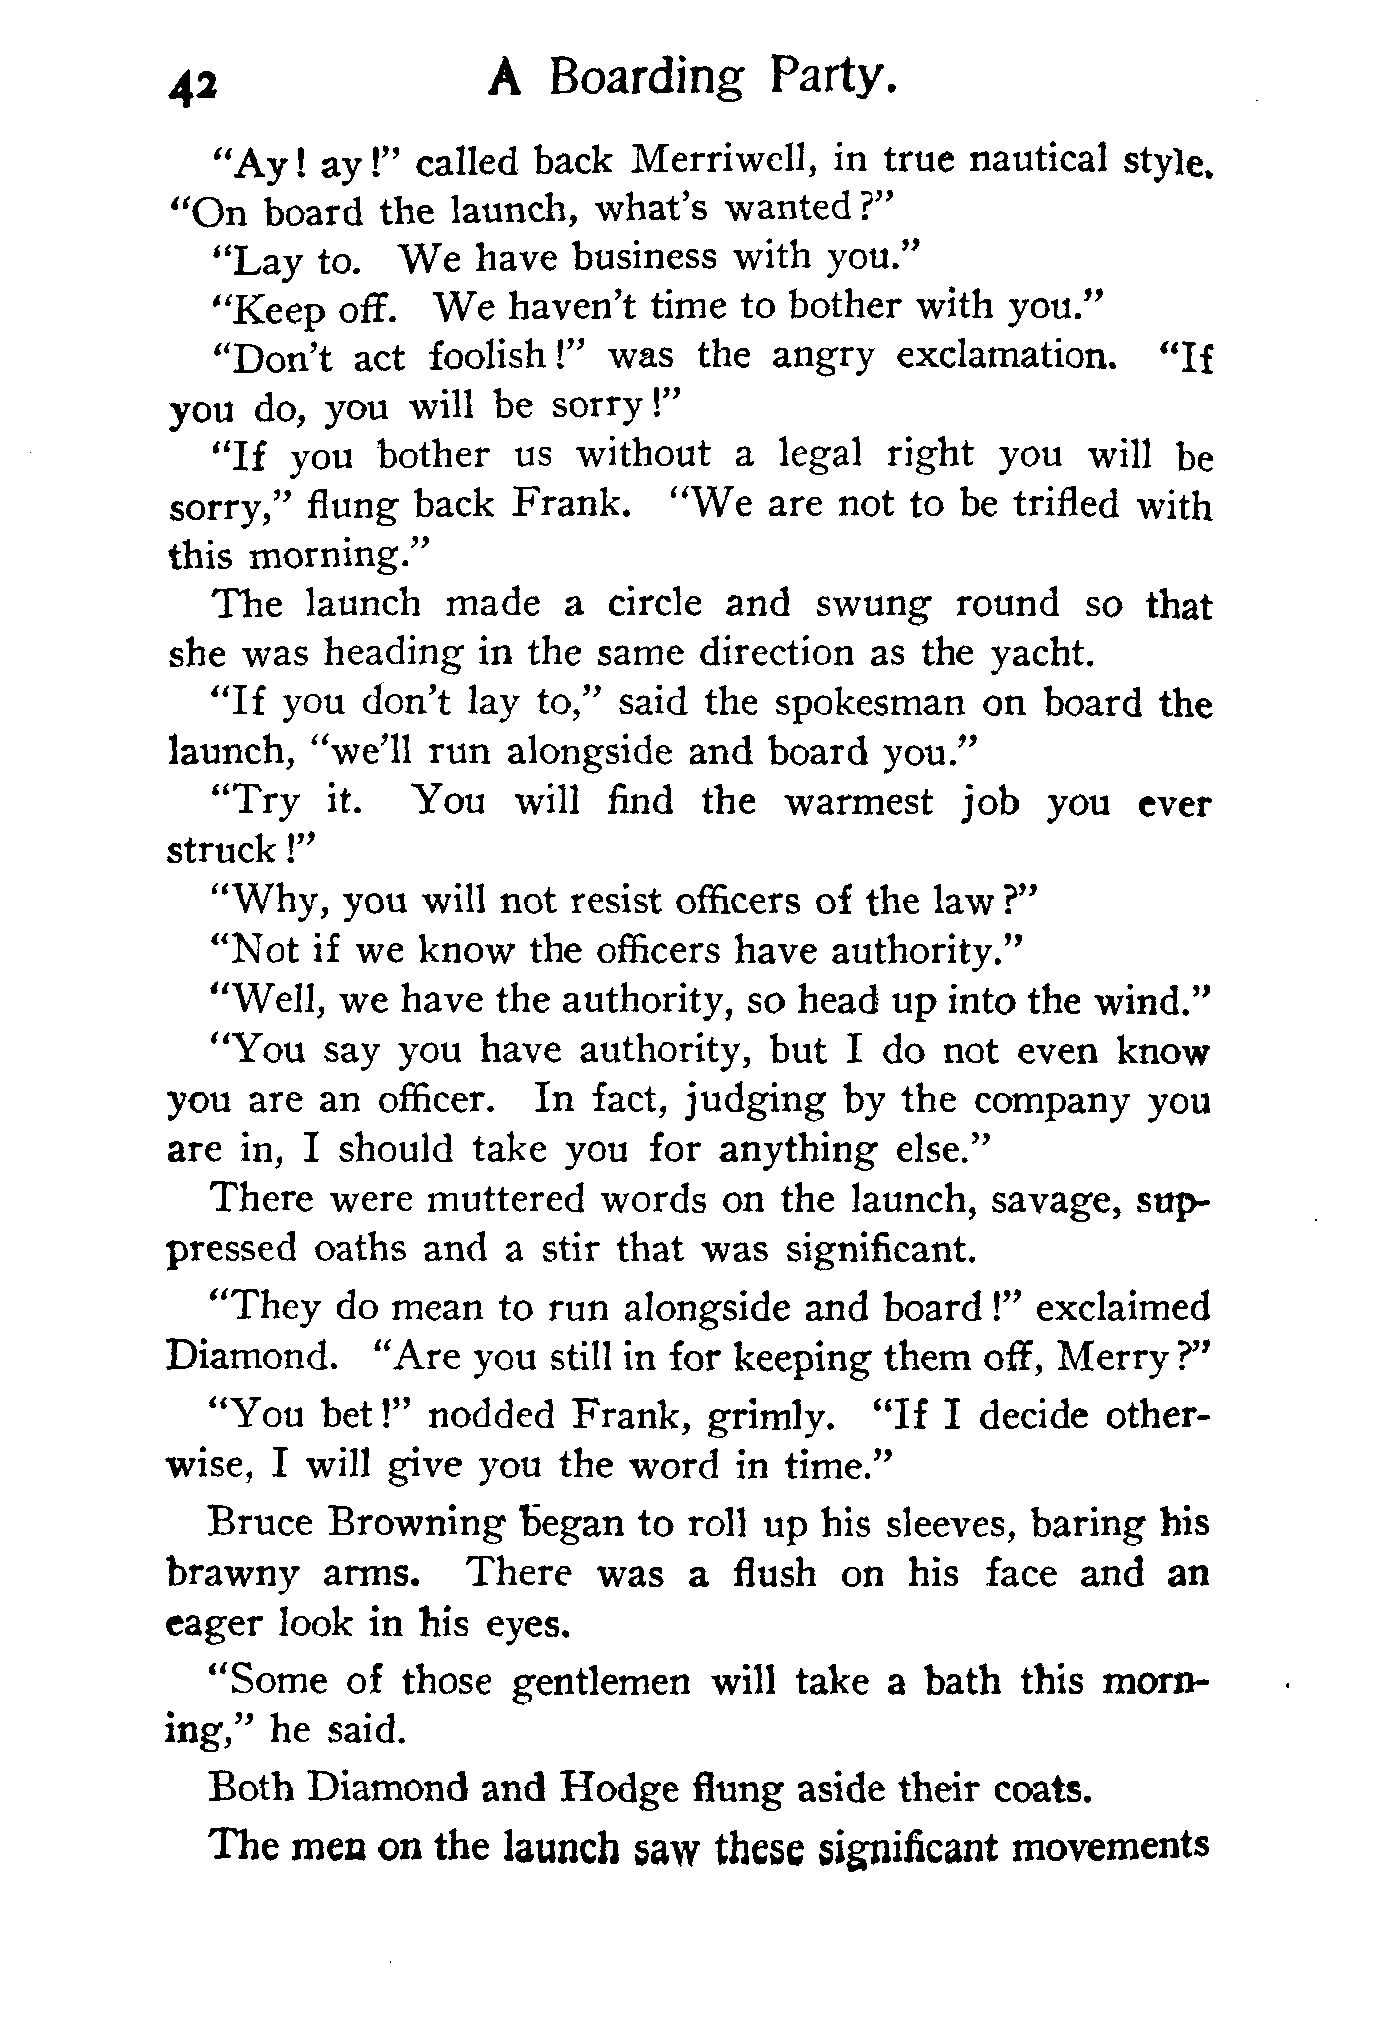 42 A Boarding Party.
"Ay! ay!" called back Merriwell, in true nautical style.
"On board the launch, what's wanted?"
"Lay to. We have business with you."
"Keep off. We haven't time to bother with you."
"Don't act foolish!" was the angry exclamation. "If
you do, you will be sorry!"
"If you bother us without a legal right you will be
sorry," flung back Frank. "We are not to be trifled with
this morning."
The launch made a circle and swung round so that
she was heading in the same direction as the yacht.
"If you don't lay to," said the spokesman on board the
launch, "we'll run alongside and board you."
"Try it. You will find the warmest job you ever
struck!"
"Why, you will not resist officers of the law?"
"Not if we know the officers have authority."
"Well, we have the authority, so head up into the wind."
"You say you have authority, but I do not even know
you are an officer. In fact, judging by the company you
are in, I should take you for anything else."
There were muttered words on the launch, savage, sup-
pressed oaths and a stir that was significant.
"They do mean to run alongside and board!" exclaimed
Diamond. "Are you still in for keeping them off, Merry?"
"You bet!" nodded Frank, grimly. "If I decide other-
wise, I will give you the word in time."
Bruce Browning began to roll up his sleeves, baring his
brawny arms. There was a flush on his face and an
eager look in his eyes.
"Some of those gentlemen will take a bath this morn-
ing," he said.
Both Diamond and Hodge flung aside their coats.
The men on the launch saw these significant movements